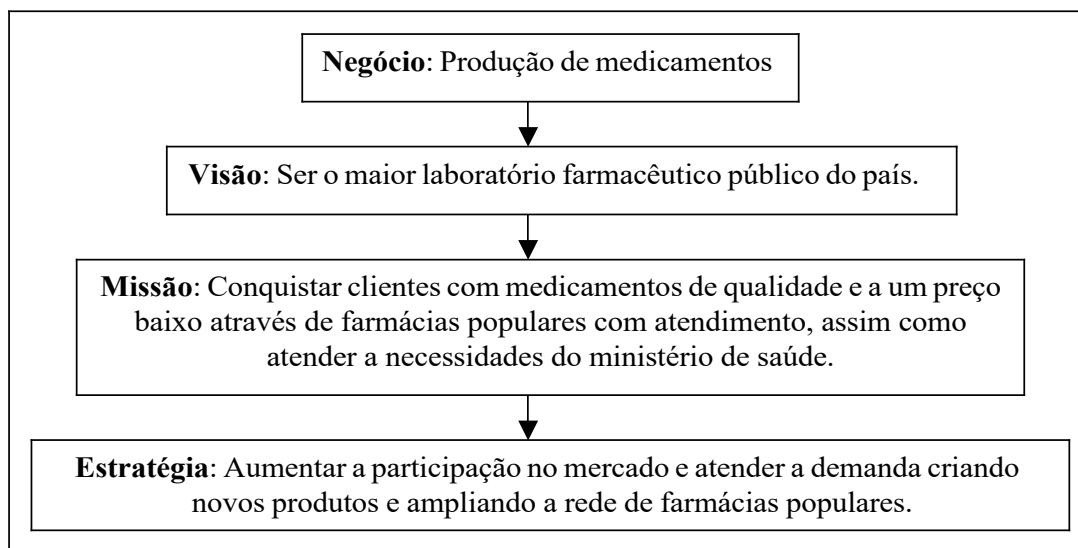 Negócio: Produção de medicamentos
Visão: Ser o maior laboratório farmacêutico público do país.
Missão: Conquistar clientes com medicamentos de qualidade e a um preço
baixo através de farmácias populares com atendimento, assim como
atender a necessidades do ministério de saúde.
Estratégia: Aumentar a participação no mercado e atender a demanda criando
novos produtos e ampliando a rede de farmácias populares.